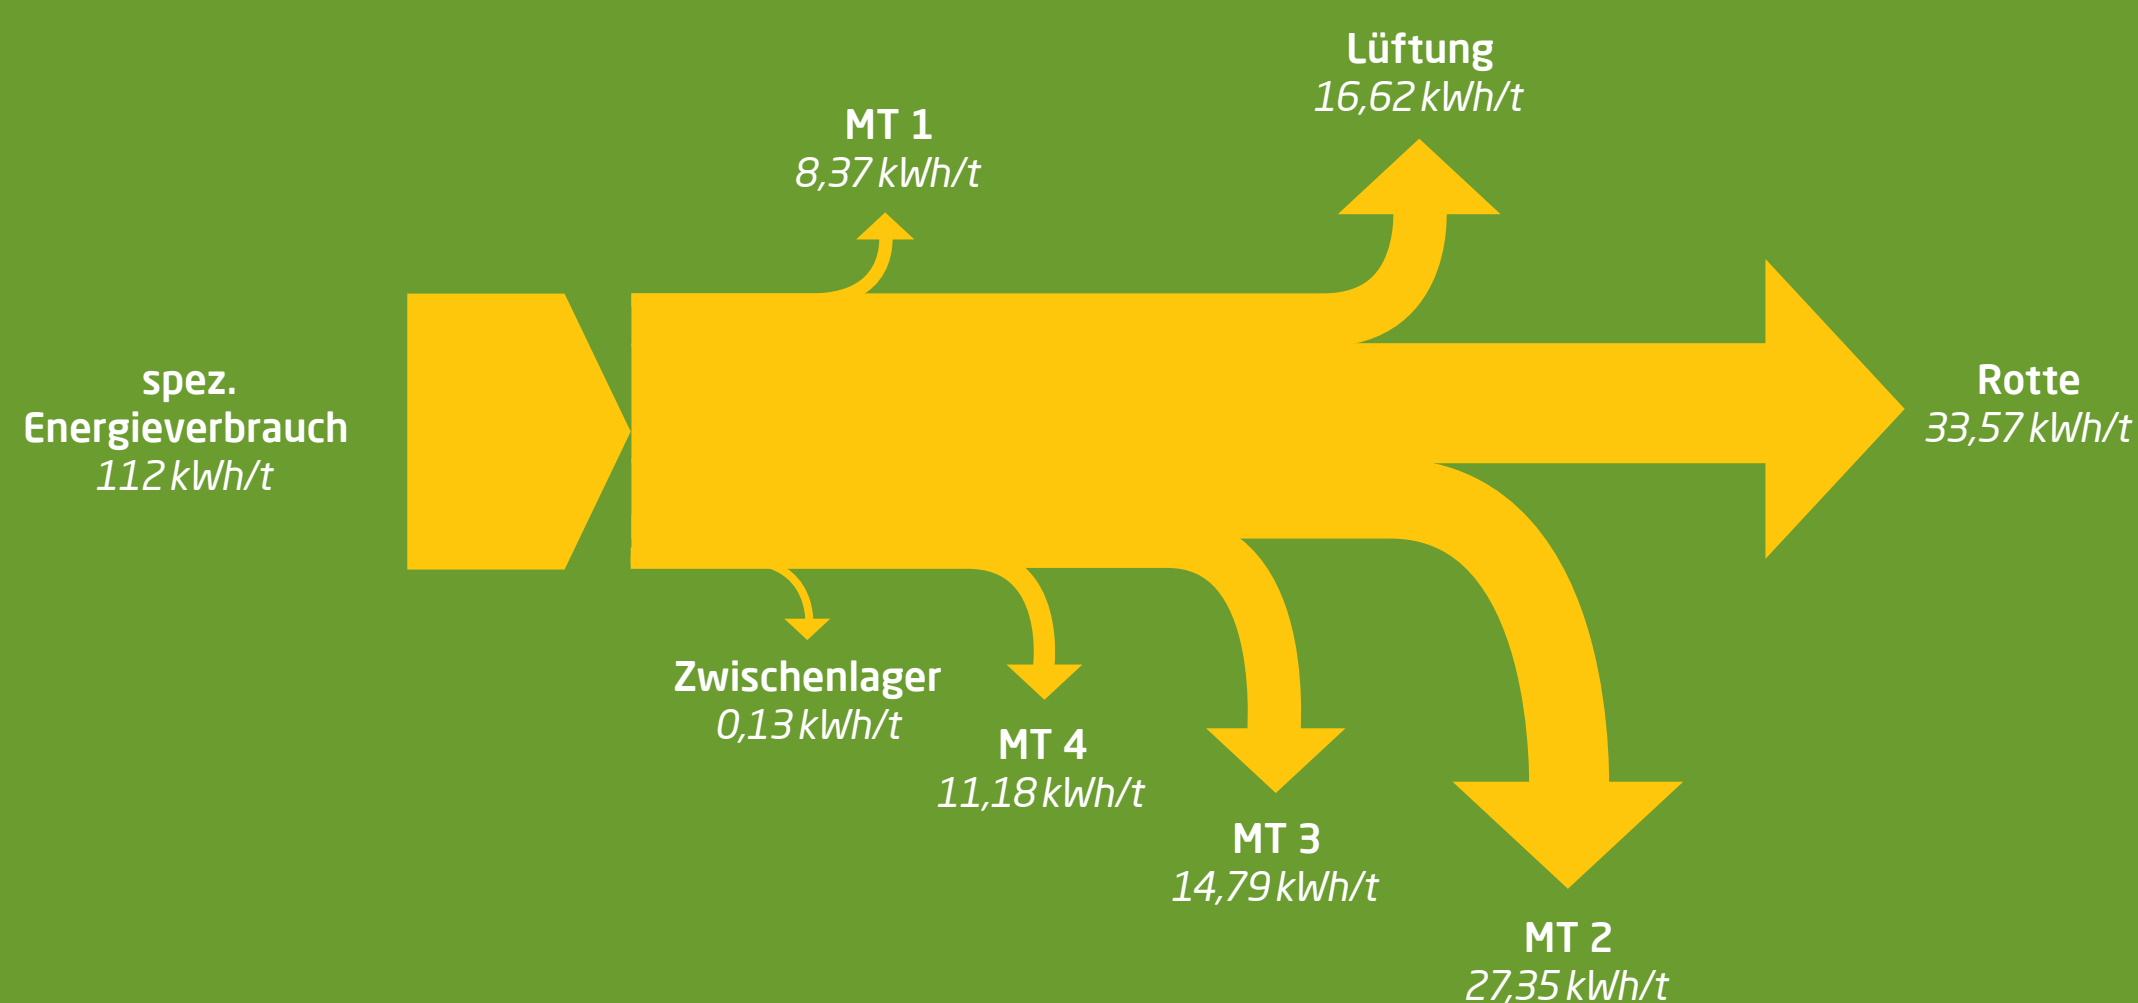 Lüftung
16,62 kWh/t
MT 1
8,37 kWh/t
spez.
Energieverbrauch
112 kWh/t
Rotte
33,57 kWh/t
Zwischenlager
0,13 kWh/t
MT 4
11,18 kWh/t
MT 3
14,79 kWh/t
MT 2
27,35 kWh/t